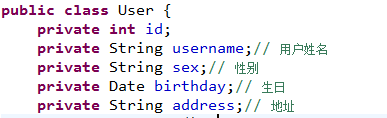 public class User {
private int id;
private String username;// 用户姓名
private String sex;// 性别
private Date birthday;// 生日
private String address;// 地址